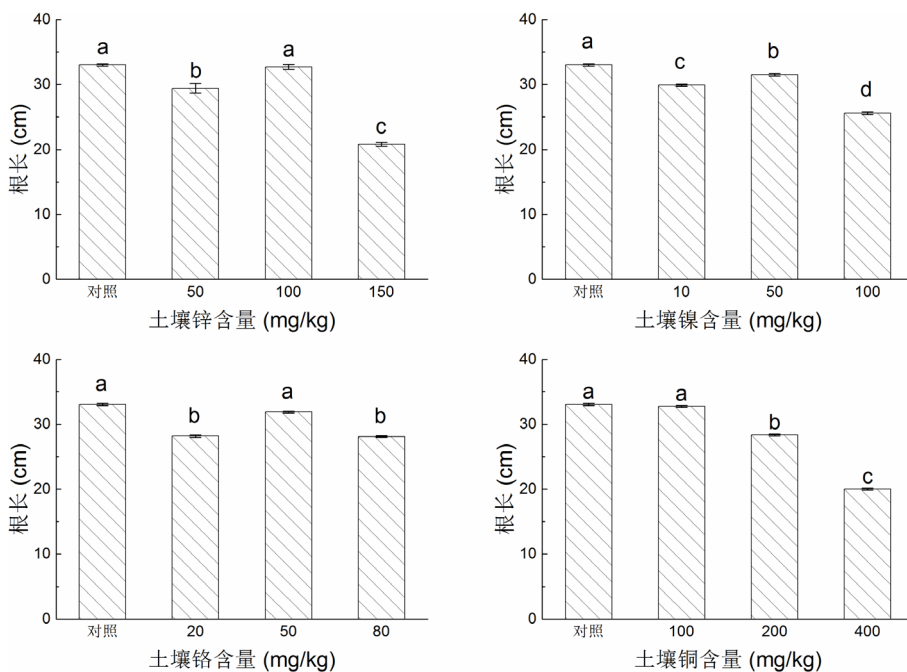 40
30
20
10
0
根长 (cm)
a
b
a
c
对照
50
100
150
土壤锌含量 (mg/kg)
40
30
20
10
0
根长 (cm)
a
c
b
d
对照
10
50
100
土壤镍含量 (mg/kg)
40
30
20
10
0
根长 (cm)
a
b
a
b
对照
20
50
80
土壤铬含量 (mg/kg)
40
30
20
10
0
根长 (cm)
a
a
b
c
对照
100
200
400
土壤铜含量 (mg/kg)